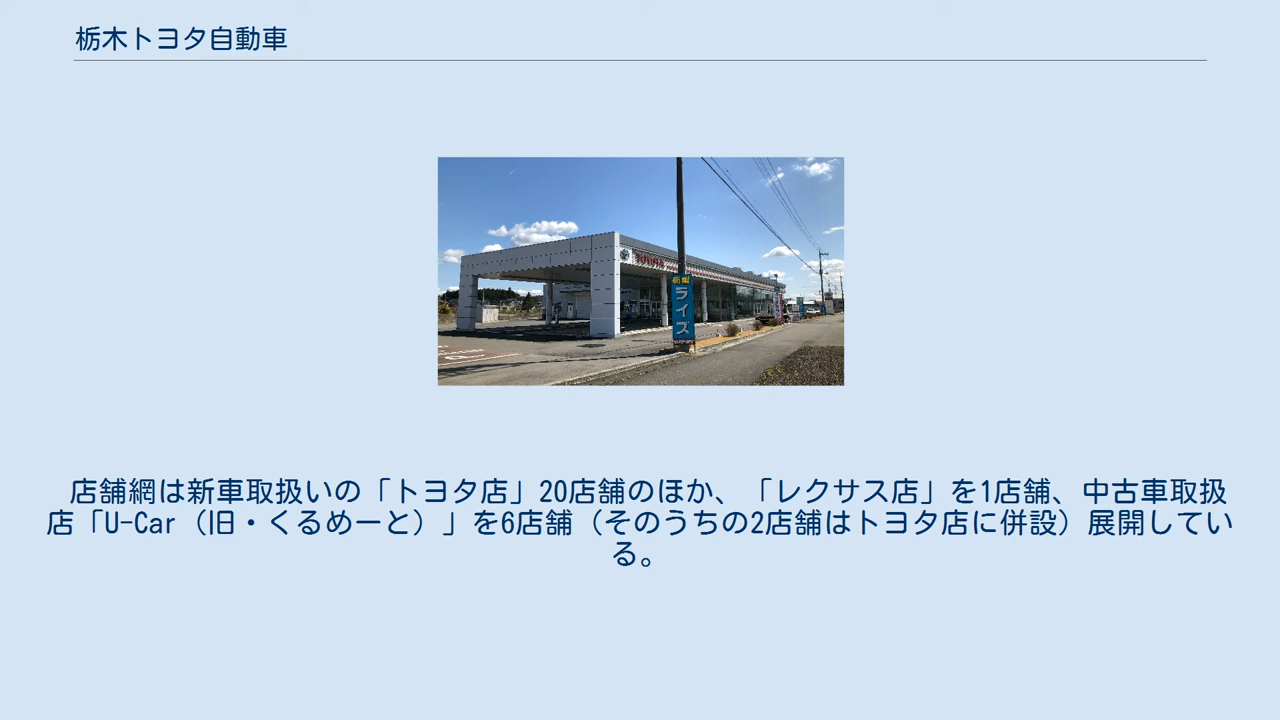 栃木トヨタ自動車
TOYOTA
新型
ライズ
店舗網は新車取扱いの「トヨタ店」20店舗のほか、「レクサス店」を1店舗、中古車取扱
店「U-Car（旧・くるめーと）」を6店舗（そのうちの2店舗はトヨタ店に併設）展開してい
る。